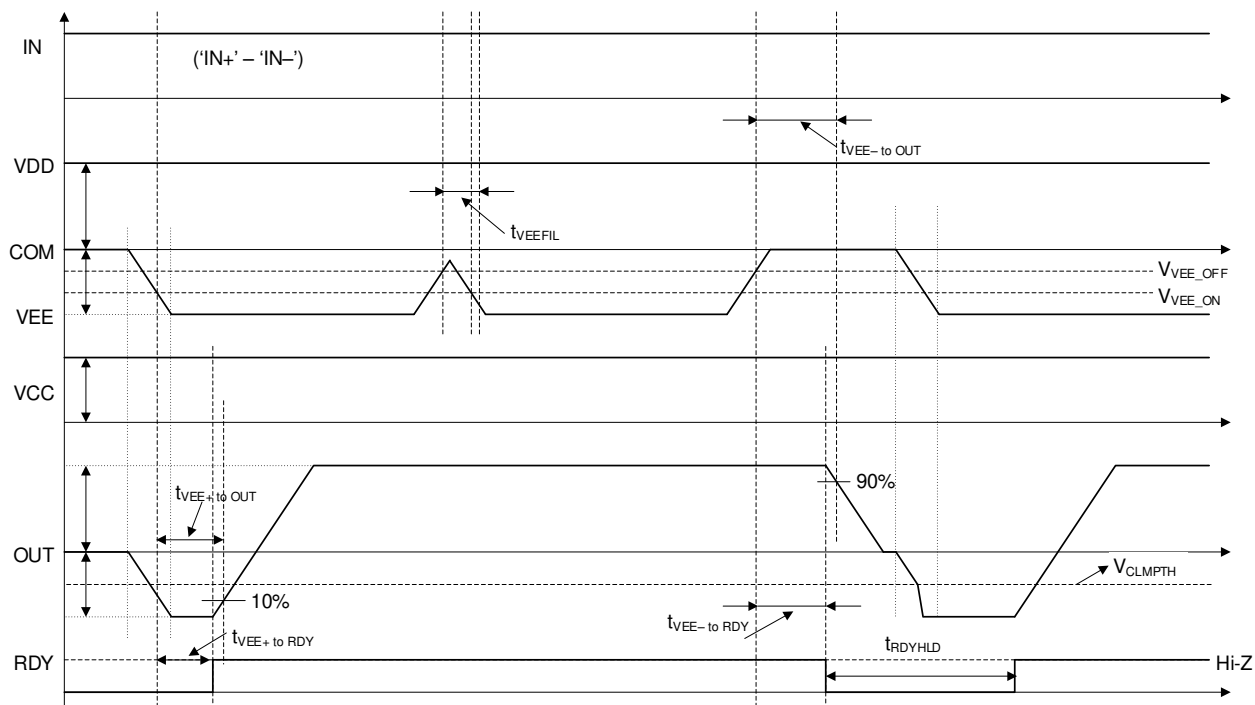 IN
('IN+' – 'IN–')
tVEE– to OUT
VDD
tVEEFIL
COM
VVEE_OFF
VVEE_ON
VEE
VCC
90%
tVEE+ to OUT
OUT
VCLMPTH
10%
tVEE+ to RDY
tVEE– to RDY
tRDYHLD
RDY
Hi-Z